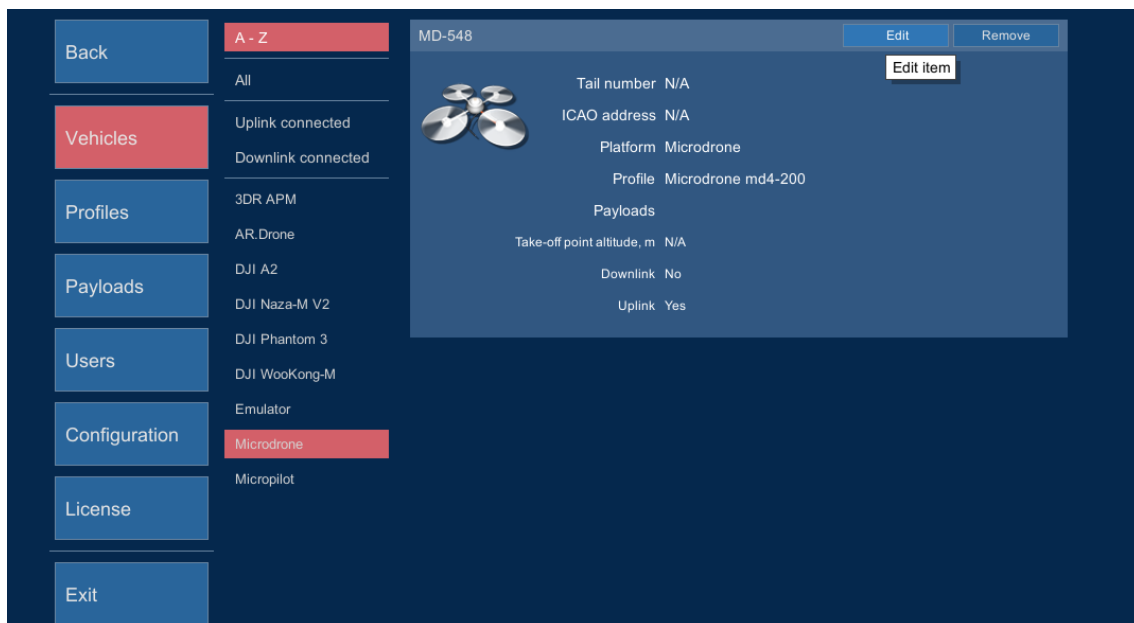 Back
Vehicles
Profiles
Payloads
Users
Configuration
License
Exit
A - Z
All
Uplink connected
Downlink connected
3DR APM
AR.Drone
DJI A2
DJI Naza-M V2
DJI Phantom 3
DJI WooKong-M
Emulator
Microdrone
Micropilot
MD-548
Edit
Remove
Edit item
Tail number N/A
ICAO address N/A
Platform Microdrone
Profile Microdrone md4-200
Payloads
Take-off point altitude, m N/A
Downlink No
Uplink Yes